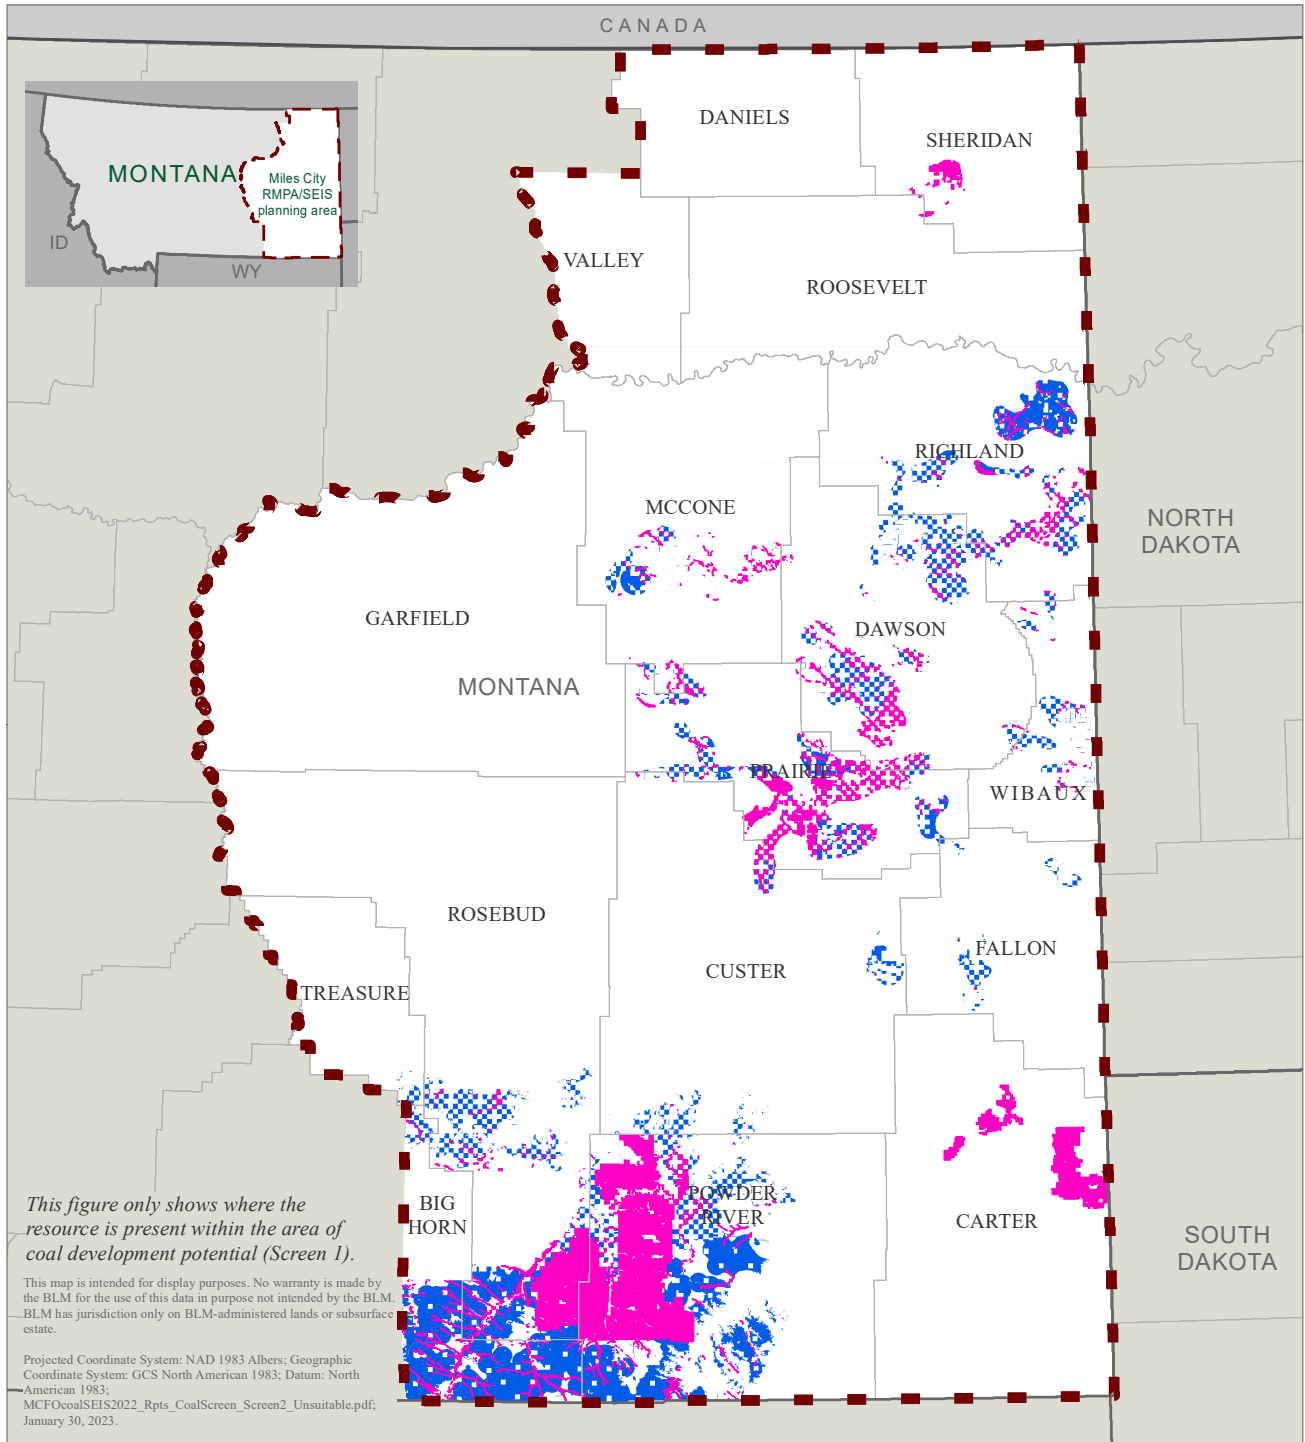 CANADA
DANIELS
SHERIDAN
MONTANA
Miles City
RMPA/SEIS
planning area
ID
WY
VALLEY
ROOSEVELT
RICHLAND
MCCONE
NORTH
DAKOTA
GARFIELD
DAWSON
MONTANA
PRAIRIE
WIBAUX
ROSEBUD
FALLON
CUSTER
TREASURE
POWDER
RIVER
BIG
HORN
CARTER
SOUTH
DAKOTA
This figure only shows where the
resource is present within the area of
coal development potential (Screen 1).
This map is intended for display purposes. No warranty is made by
the BLM for the use of this data in purpose not intended by the BLM.
BLM has jurisdiction only on BLM-administered lands or subsurface
estate.
Projected Coordinate System: NAD 1983 Albers; Geographic
Coordinate System: GCS North American 1983; Datum: North
American 1983;
MCFOcoalSEIS2022_Rpts_CoalScreen_Screen2_Unsuitable.pdf;
January 30, 2023.